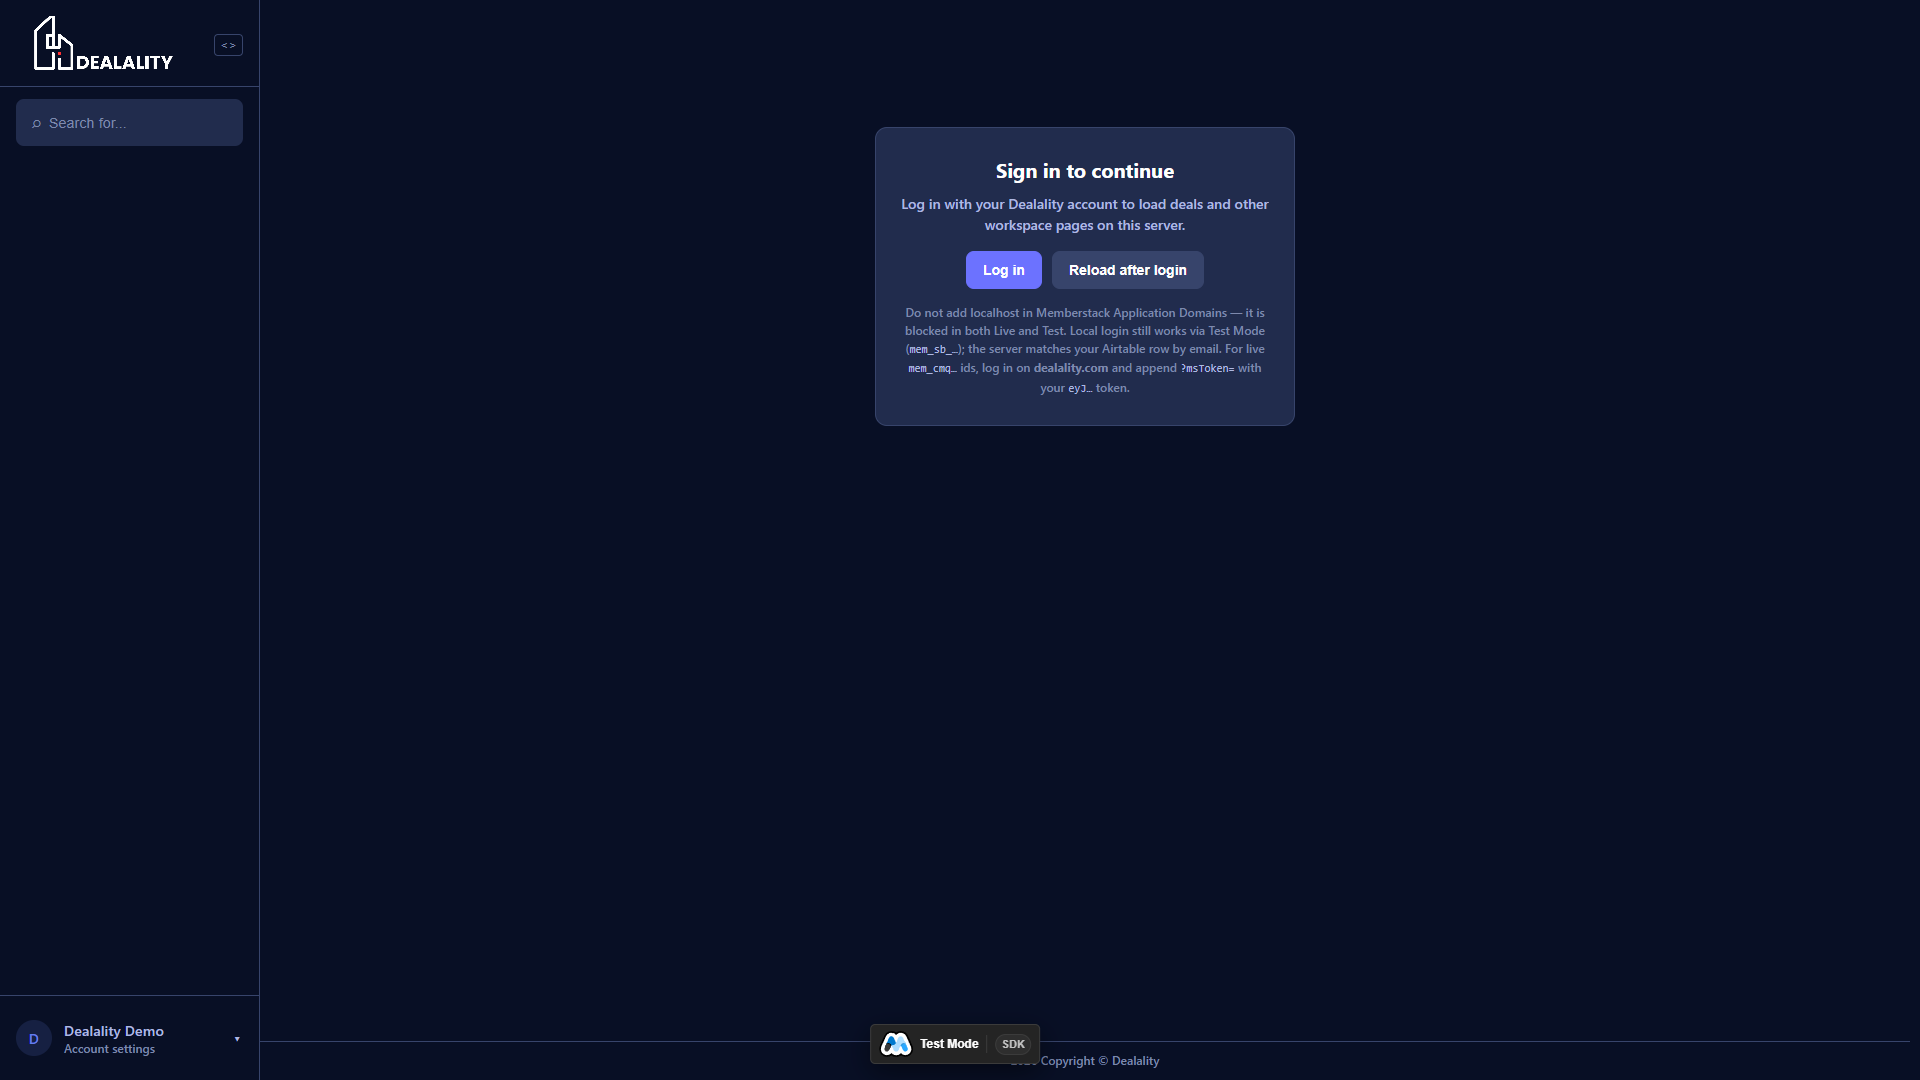 DEALALITY
<>
Search for...
Sign in to continue
Log in with your Dealality account to load deals and other
workspace pages on this server.
Log in
Reload after login
Do not add localhost in Memberstack Application Domains — it is
blocked in both Live and Test. Local login still works via Test Mode
(mem_sb_…); the server matches your Airtable row by email. For live
mem_cmq… ids, log in on dealality.com and append ?msToken= with
your eyJ… token.
D
Dealality Demo
Account settings
Test Mode
SDK
Copyright © Dealality